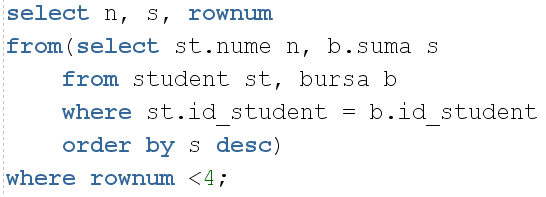 select n, s, rownum
from(select st.nume n, b.suma s
from student st, bursa b
where st.id_student = b.id_student
order by s desc)
where rownum <4;